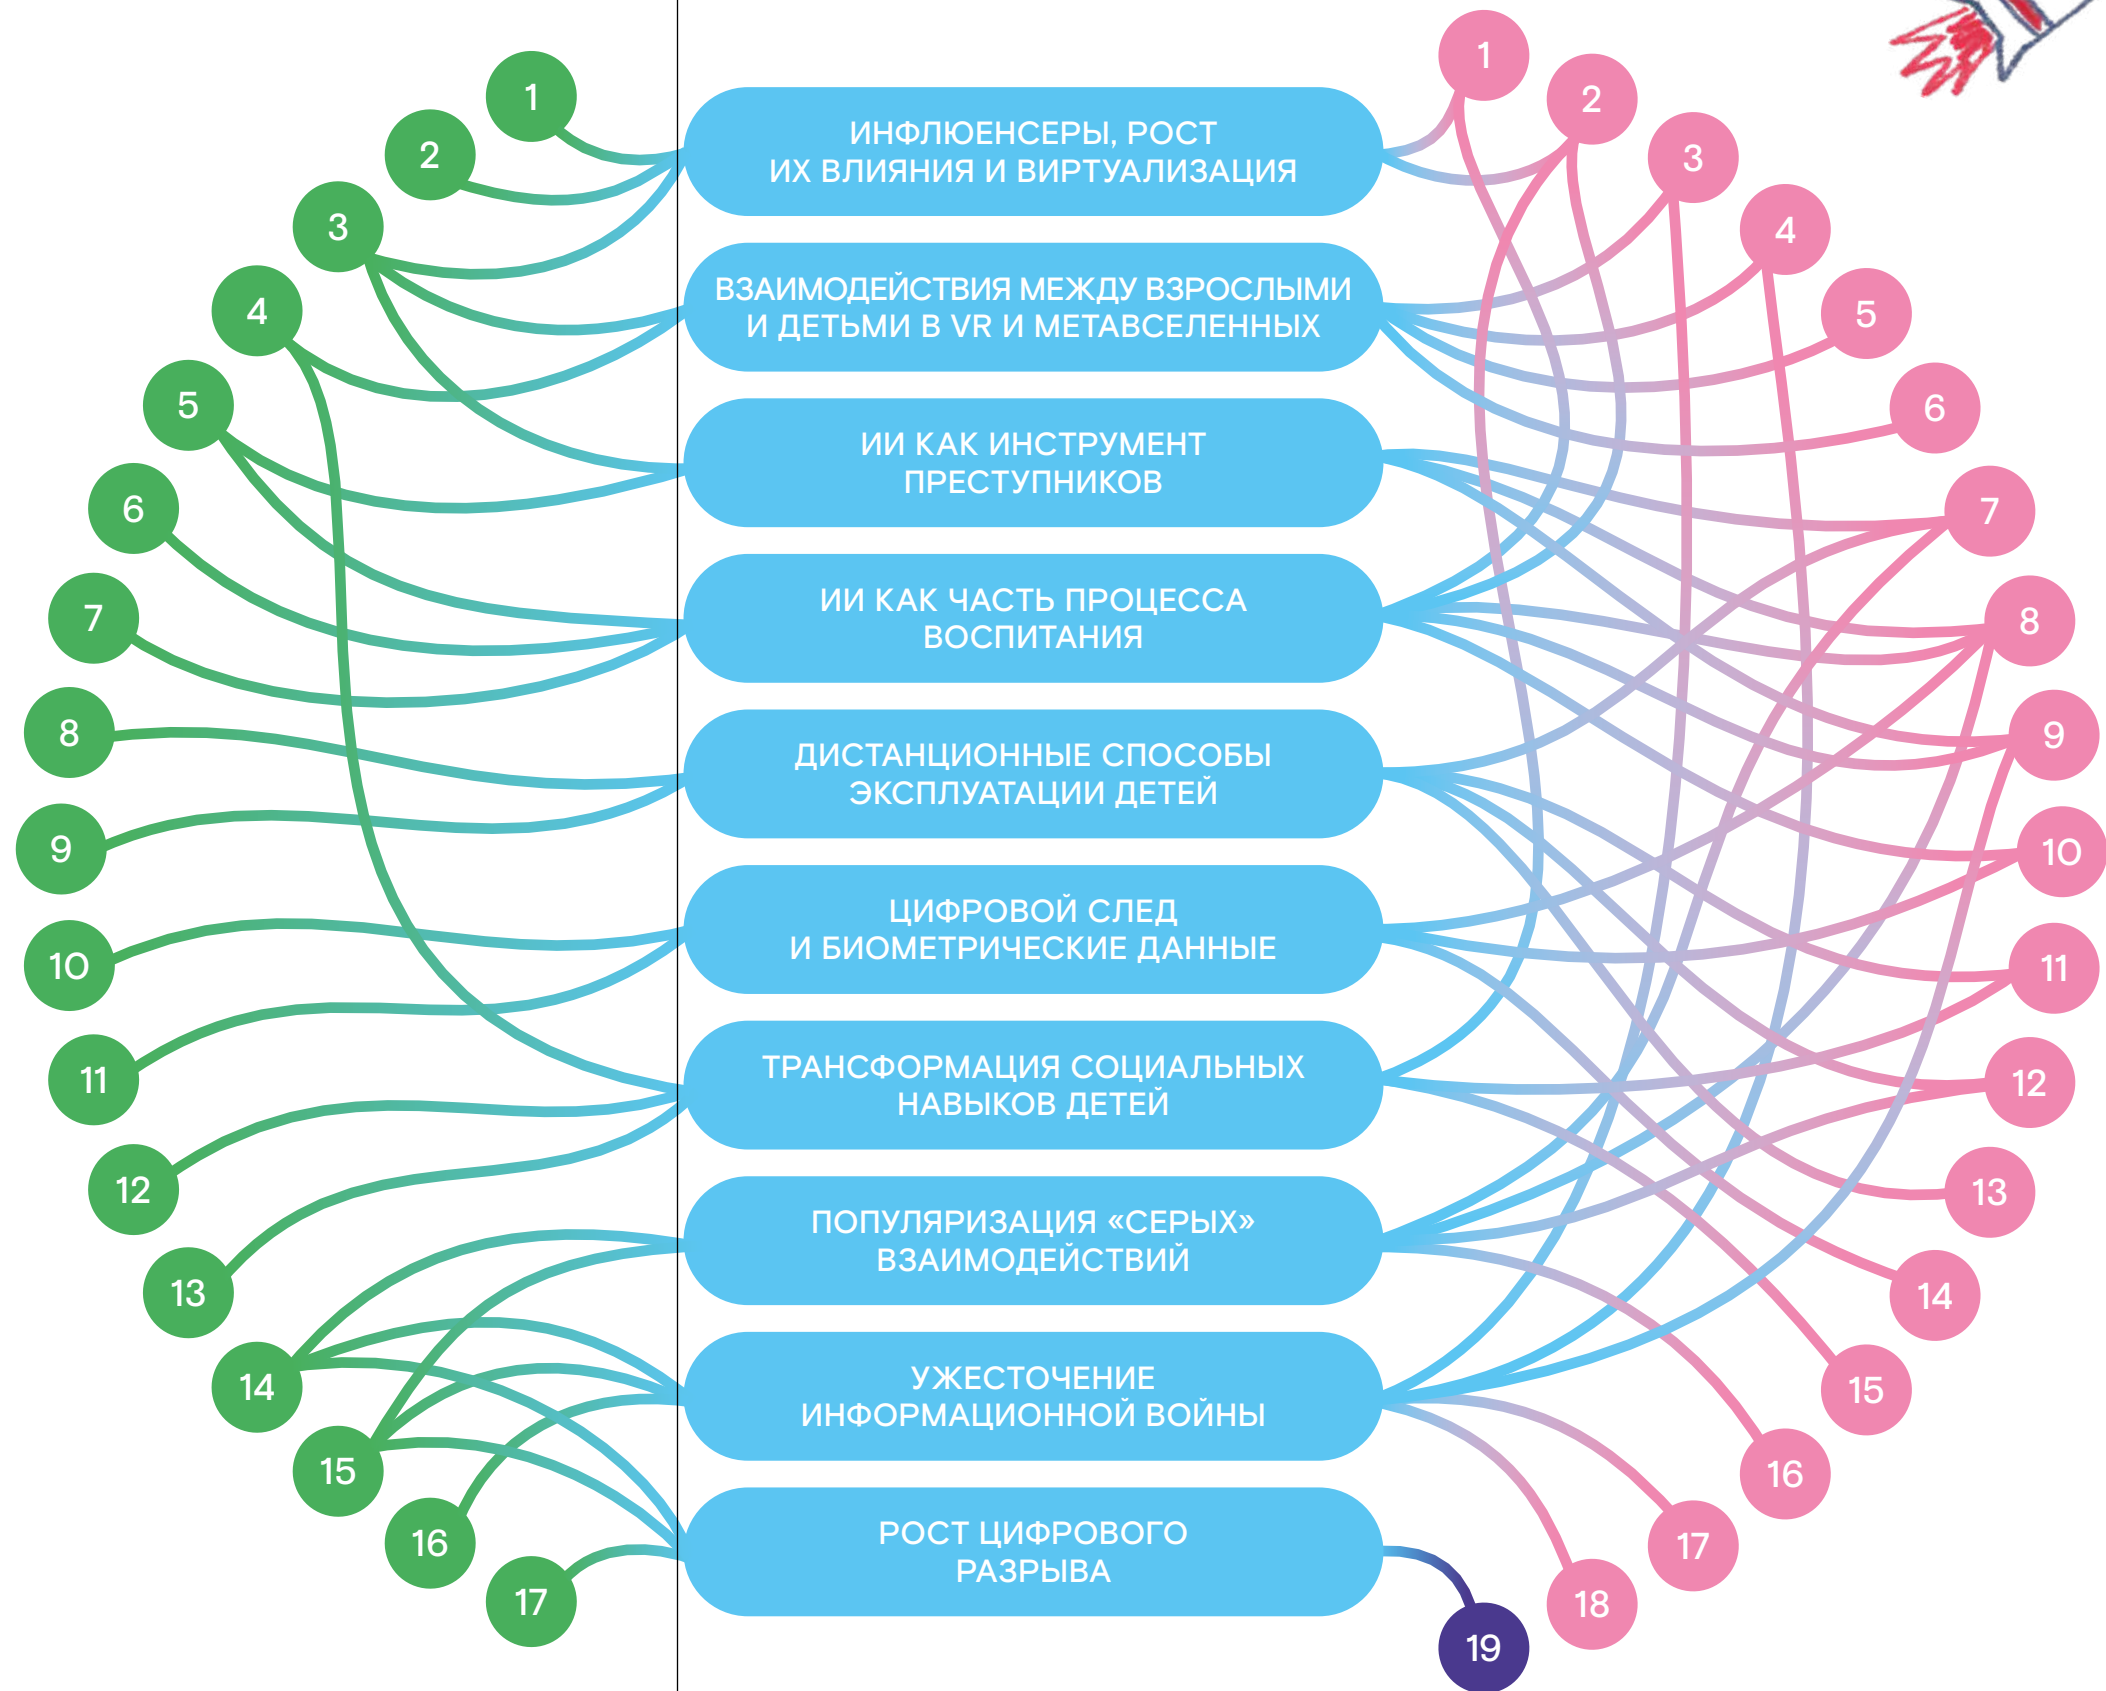 1
2
3
4
5
6
7
8
9
10
11
12
13
14
15
16
17
ИНФЛЮЕНСЕРЫ, РОСТ
ИХ ВЛИЯНИЯ И ВИРТУАЛИЗАЦИЯ
ВЗАИМОДЕЙСТВИЯ МЕЖДУ ВЗРОСЛЫМИ
И ДЕТЬМИ В VR И МЕТАВСЕЛЕННЫХ
ИИ КАК ИНСТРУМЕНТ
ПРЕСТУПНИКОВ
ИИ КАК ЧАСТЬ ПРОЦЕССА
ВОСПИТАНИЯ
ДИСТАНЦИОННЫЕ СПОСОБЫ
ЭКСПЛУАТАЦИИ ДЕТЕЙ
ЦИФРОВОЙ СЛЕД
И БИОМЕТРИЧЕСКИЕ ДАННЫЕ
ТРАНСФОРМАЦИЯ СОЦИАЛЬНЫХ
НАВЫКОВ ДЕТЕЙ
ПОПУЛЯРИЗАЦИЯ «СЕРЫХ»
ВЗАИМОДЕЙСТВИЙ
УЖЕСТОЧЕНИЕ
ИНФОРМАЦИОННОЙ ВОЙНЫ
РОСТ ЦИФРОВОГО
РАЗРЫВА
1
2
3
4
5
6
7
8
9
10
11
12
13
14
15
16
17
18
19